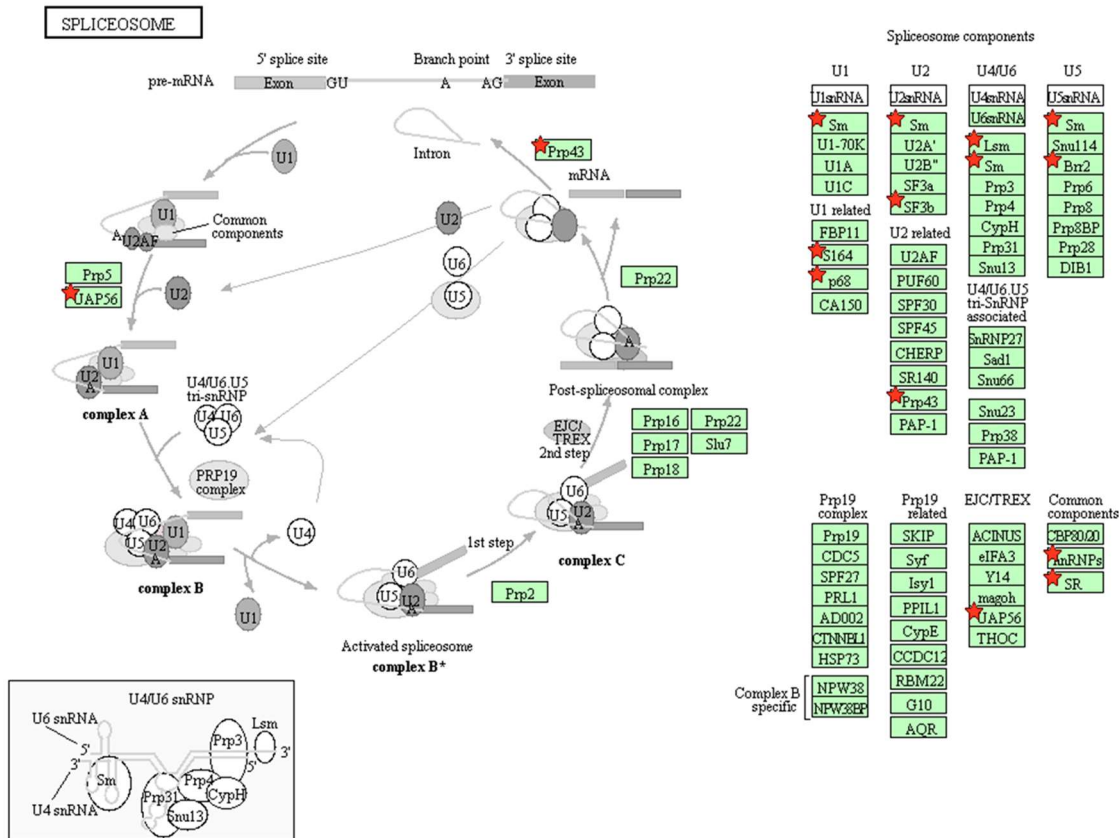 SPLICEOSOME
5' splice site
Branch point
3' splice site
pre-mRNA
Exon
GU
A
AG
Exon
Intron
Prp43
mRNA
U1
U1
A
U2AF
Common
components
Prp5
UAP56
U2
U2
U6
U5
Prp22
A
Post-spliceosomal complex
U1
U2
A
complex A
U4/U6.U5
tri-snRNP
U4
U6
U5
PRP19
complex
U4
U6
U1
U5
U2
A
complex B
U4
U1
EJC/
TREX
2nd step
Prp16
Prp22
Prp17
Slu7
Prp18
U6
U5
U2
A
complex C
1st step
U6
U5
U2
A
Prp2
Activated spliceosome
complex B*
U4/U6 snRNP
U6 snRNA
5'
3'
Sm
U4 snRNA
Prp31
Snu13
Prp4
CypH
Prp3
Lsm
5'
3'
Spliceosome components
U1
U1snRNA
Sm
U1-70K
U1A
U1C
U1 related
FBP11
S164
p68
CA150
U2
U2snRNA
Sm
U2A'
U2B"
SF3a
SF3b
U2 related
U2AF
PUF60
SPF30
SPF45
CHERP
SR140
Prp43
PAP-1
U4/U6
U4snRNA
U6snRNA
Lsm
Sm
Prp3
Prp4
CypH
Prp31
Snu13
U4/U6.U5
tri-SnRNP
associated
SnRNP27
Sad1
Snu66
Snu23
Prp38
PAP-1
U5
U5snRNA
Sm
Snu114
Brr2
Prp6
Prp8
Prp8BP
Prp28
DIB1
Prp19
complex
Prp19
CDC5
SPF27
PRL1
AD002
CTNNBL1
HSP73
Complex B
specific
NPW38
NPW38BP
Prp19
related
SKIP
Syf
Isy1
PPIL1
CypE
CCDC12
RBM22
G10
AQR
EJC/TREX
ACINUS
eIFA3
Y14
magoh
UAP56
THOC
Common
components
CBP80/20
hnRNPs
SR